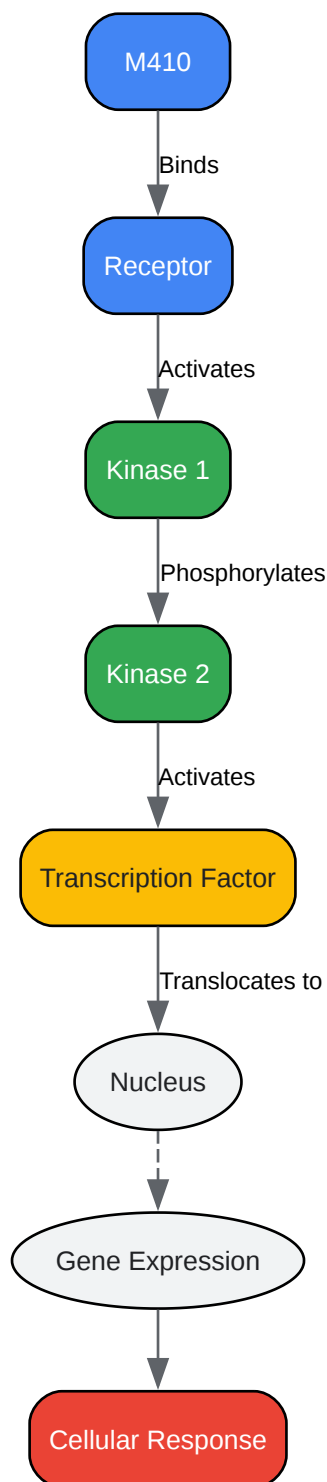 M410
Binds
Receptor
Activates
Kinase 1
Phosphorylates
Kinase 2
Activates
Transcription Factor
Translocates to
Nucleus
Gene Expression
Cellular Response